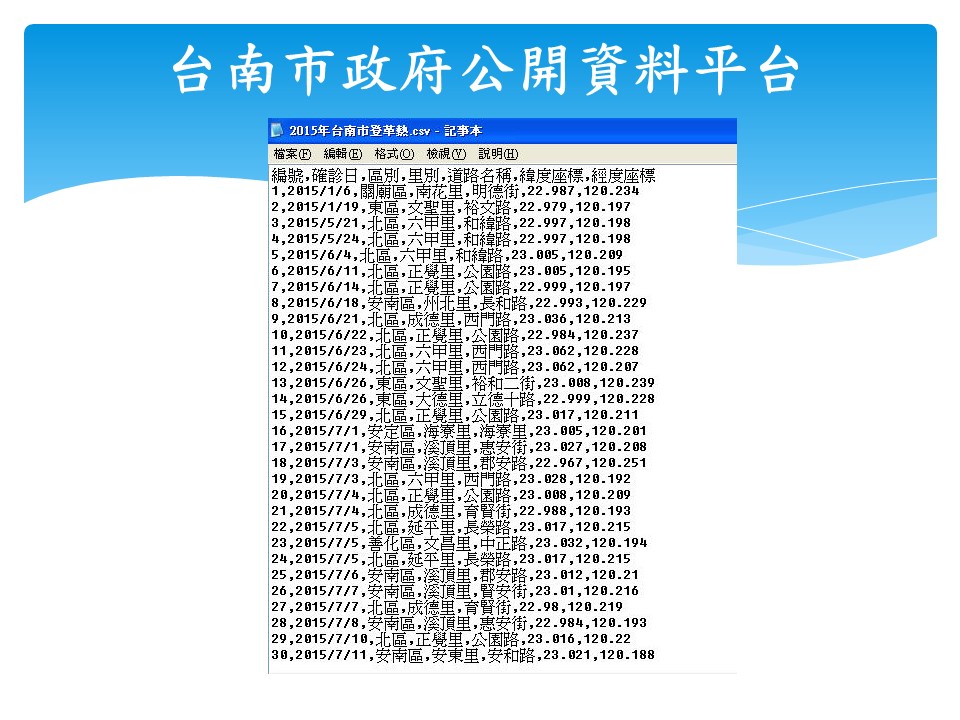 台南市政府公開資料平台
2015年台南市登革熱.csv - 記事本
檔案(F) 編輯(E) 格式(O) 檢視(V) 說明(H)
編號,確診日,區別,里別,道路名稱,緯度座標,經度座標
1,2015/1/6,關廟區,南花里,明德街,22.987,120.234
2,2015/1/19,東區,文聖里,裕文路,22.979,120.197
3,2015/5/21,北區,六甲里,和緯路,22.997,120.198
4,2015/5/24,北區,六甲里,和緯路,22.997,120.198
5,2015/6/4,北區,六甲里,和緯路,23.005,120.209
6,2015/6/11,北區,正覺里,公園路,23.005,120.195
7,2015/6/14,北區,正覺里,公園路,22.999,120.197
8,2015/6/18,安南區,州北里,長和路,22.993,120.229
9,2015/6/21,北區,成德里,西門路,23.036,120.213
10,2015/6/22,北區,正覺里,公園路,22.984,120.237
11,2015/6/23,北區,六甲里,西門路,23.062,120.228
12,2015/6/24,北區,六甲里,西門路,23.062,120.207
13,2015/6/26,東區,文聖里,裕和二街,23.008,120.239
14,2015/6/26,東區,大德里,立德十路,22.999,120.228
15,2015/6/29,北區,正覺里,公園路,23.017,120.211
16,2015/7/1,安定區,海寮里,海寮里,23.005,120.201
17,2015/7/1,安南區,溪頂里,惠安街,23.027,120.208
18,2015/7/3,安南區,溪頂里,郡安路,22.967,120.251
19,2015/7/3,北區,六甲里,西門路,23.028,120.192
20,2015/7/4,北區,正覺里,公園路,23.008,120.209
21,2015/7/4,北區,成德里,育賢街,22.988,120.193
22,2015/7/5,北區,延平里,長榮路,23.017,120.215
23,2015/7/5,善化區,文昌里,中正路,23.032,120.194
24,2015/7/5,北區,延平里,長榮路,23.017,120.215
25,2015/7/6,安南區,溪頂里,郡安路,23.012,120.21
26,2015/7/7,安南區,溪頂里,賢安街,23.01,120.216
27,2015/7/7,北區,成德里,育賢街,22.98,120.219
28,2015/7/8,安南區,溪頂里,惠安街,22.984,120.193
29,2015/7/10,北區,正覺里,公園路,23.016,120.22
30,2015/7/11,安南區,安東里,安和路,23.021,120.188